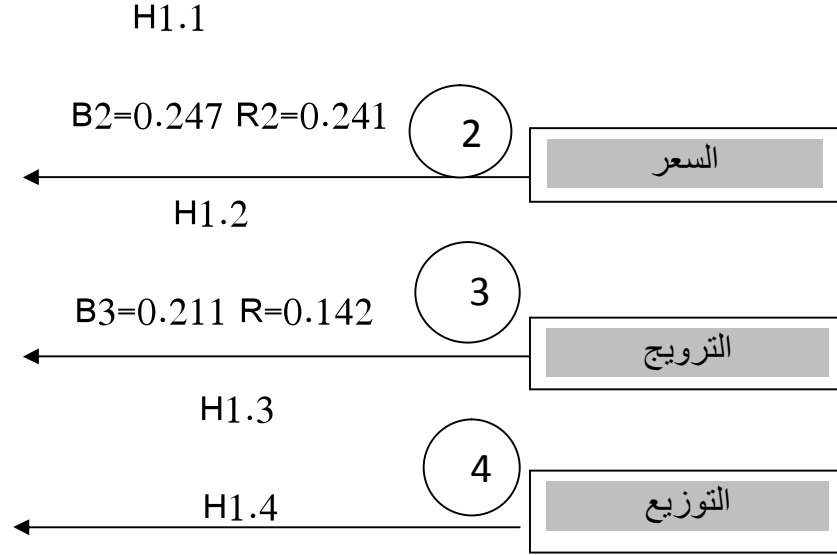 H1.1
B2=0.247 R2=0.241
2
السعر
H1.2
B3=0.211 R=0.142
3
الترويج
H1.3
4
التوزيع
H1.4